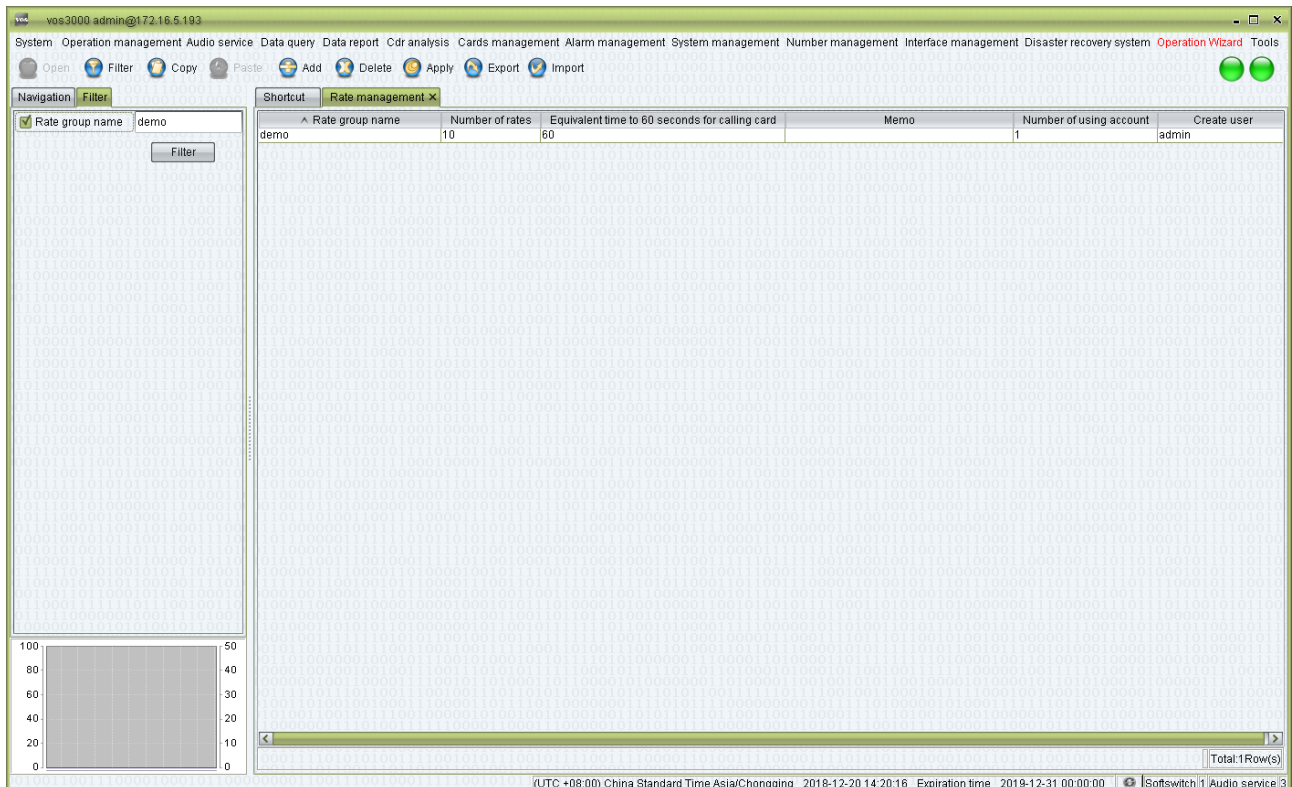 vos vos3000 admin@172.16.5.193
System Operation management Audio service Data query Data report Cdr analysis Cards management Alarm management System management Number management Interface management Disaster recovery system Operation Wizard Tools
Open Filter Copy Paste Add Delete Apply Export Import
Navigation Filter Shortcut Rate management ×
Rate group name demo
Filter
Rate group name Number of rates Equivalent time to 60 seconds for calling card Memo Number of using account Create user
demo 10 60 1 admin
100 50
80 40
60 30
40 20
20 10
0 0
Total:1Row(s)
(UTC +08:00) China Standard Time Asia/Chongqing 2018-12-20 14:20:16 Expiration time 2019-12-31 00:00:00 Softswitch 1 Audio service 3